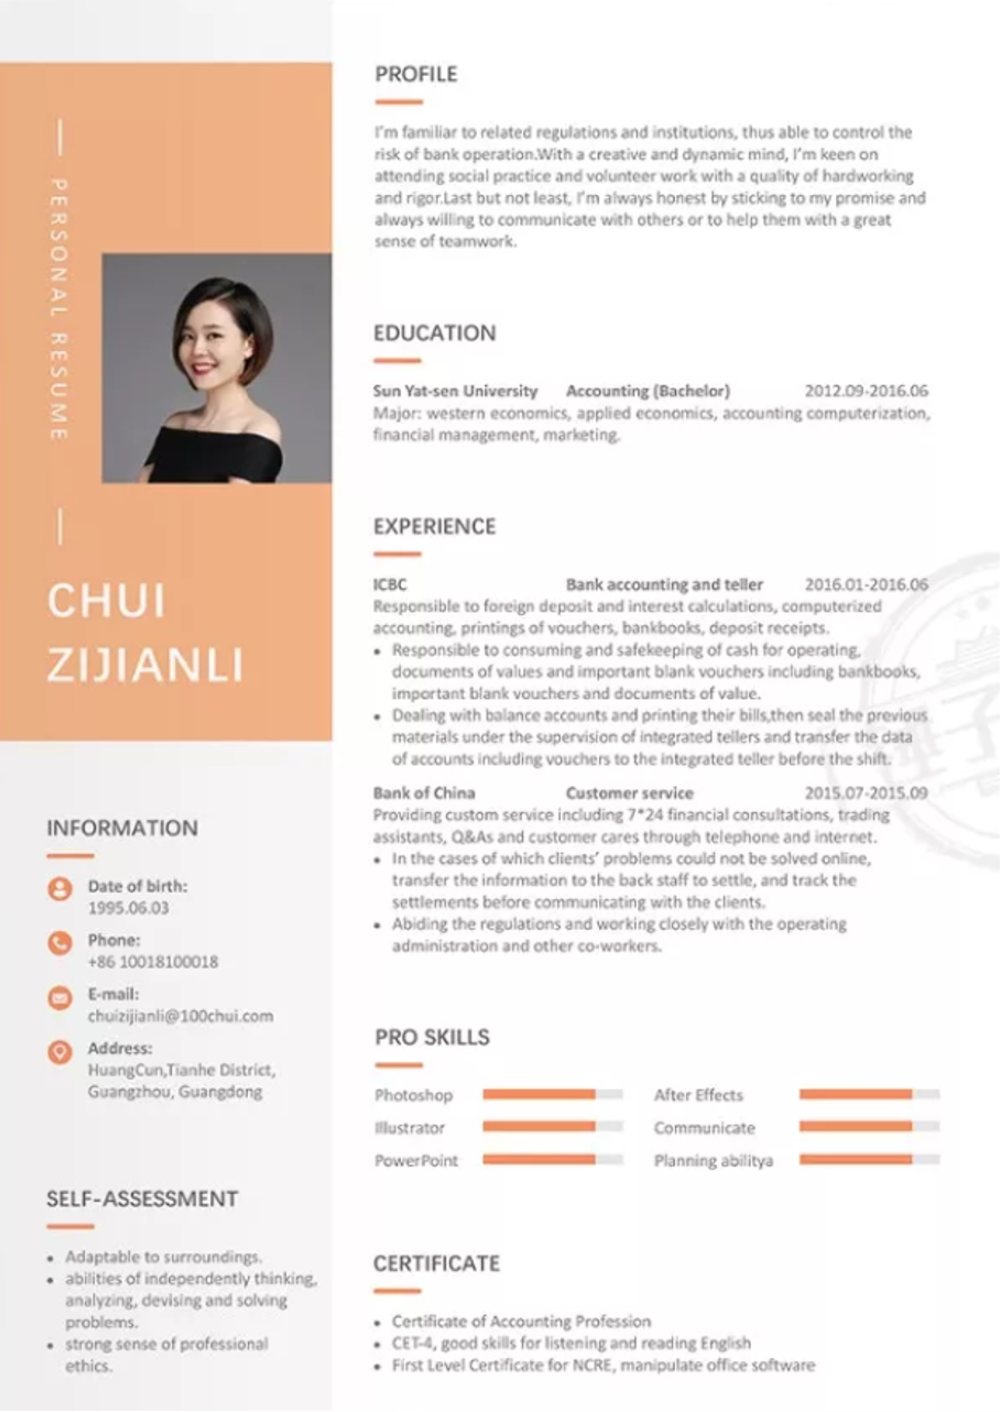 PERSONAL RESUME
CHUI
ZIJIANLI
INFORMATION
Date of birth:
1995.06.03
Phone:
+86 10018100018
E-mail:
chuizijianli@100chui.com
Address:
HuangCun,Tianhe District,
Guangzhou, Guangdong
SELF-ASSESSMENT
• Adaptable to surroundings.
• abilities of independently thinking,
analyzing, devising and solving
problems.
• strong sense of professional
ethics.
PROFILE
I'm familiar to related regulations and institutions, thus able to control the
risk of bank operation.With a creative and dynamic mind, I'm keen on
attending social practice and volunteer work with a quality of hardworking
and rigor.Last but not least, I'm always honest by sticking to my promise and
always willing to communicate with others or to help them with a great
sense of teamwork.
EDUCATION
Sun Yat-sen University Accounting (Bachelor) 2012.09-2016.06
Major: western economics, applied economics, accounting computerization,
financial management, marketing.
EXPERIENCE
ICBC Bank accounting and teller 2016.01-2016.06
Responsible to foreign deposit and interest calculations, computerized
accounting, printings of vouchers, bankbooks, deposit receipts.
• Responsible to consuming and safekeeping of cash for operating,
documents of values and important blank vouchers including bankbooks,
important blank vouchers and documents of value.
• Dealing with balance accounts and printing their bills,then seal the previous
materials under the supervision of integrated tellers and transfer the data
of accounts including vouchers to the integrated teller before the shift.
Bank of China Customer service 2015.07-2015.09
Providing custom service including 7*24 financial consultations, trading
assistants, Q&As and customer cares through telephone and internet.
• In the cases of which clients' problems could not be solved online,
transfer the information to the back staff to settle, and track the
settlements before communicating with the clients.
• Abiding the regulations and working closely with the operating
administration and other co-workers.
PRO SKILLS
Photoshop After Effects
Illustrator Communicate
PowerPoint Planning abilitya
CERTIFICATE
• Certificate of Accounting Profession
• CET-4, good skills for listening and reading English
• First Level Certificate for NCRE, manipulate office software